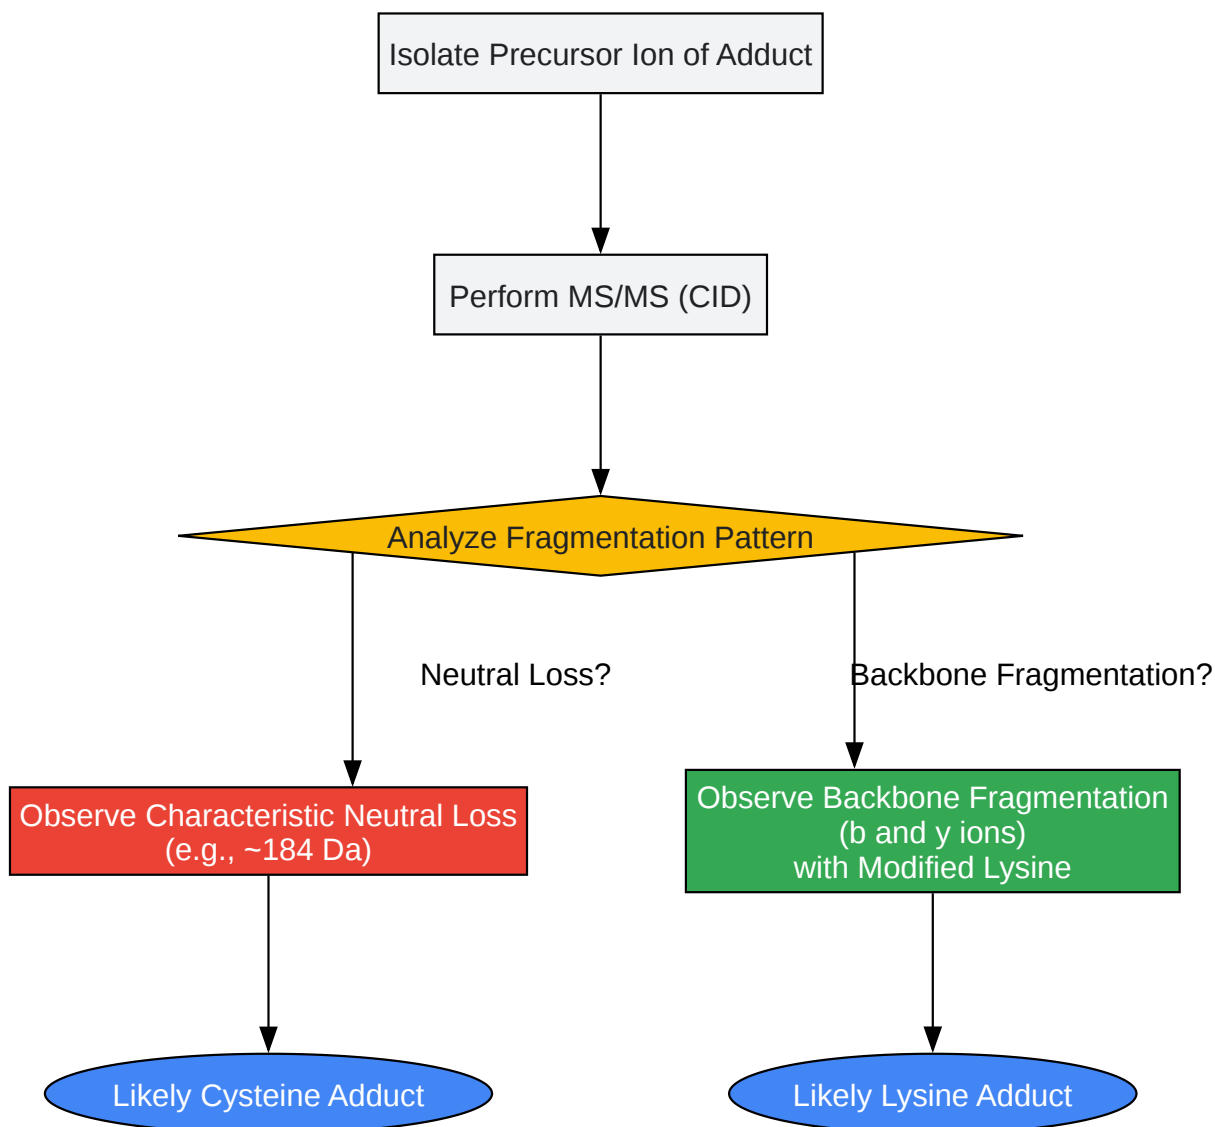 Isolate Precursor Ion of Adduct
Perform MS/MS (CID)
Analyze Fragmentation Pattern
Neutral Loss?
Backbone Fragmentation?
Observe Characteristic Neutral Loss
(e.g., ~184 Da)
Observe Backbone Fragmentation
(b and y ions)
with Modified Lysine
Likely Cysteine Adduct
Likely Lysine Adduct